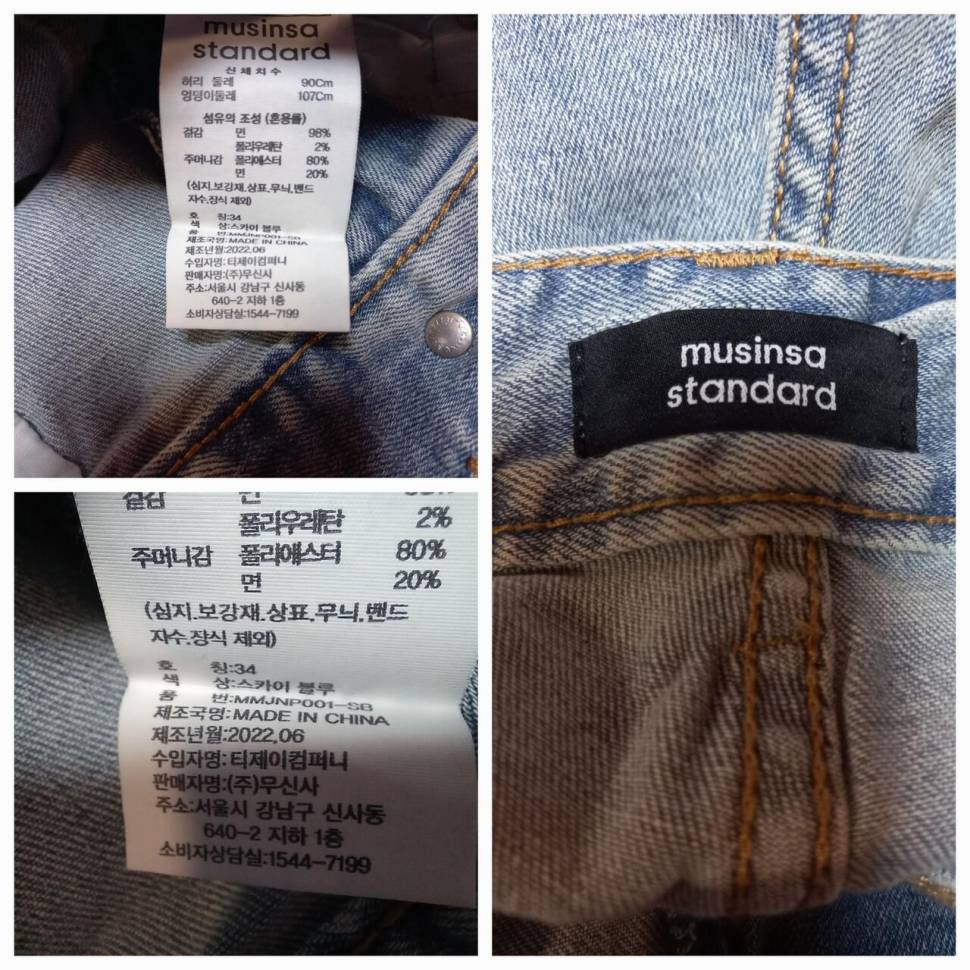 musinsa
standard
신체치수
허리 둘레 90Cm
엉덩이둘레 107Cm
섬유의 조성 (혼용률)
겉감 면 98%
폴리우레탄 2%
주머니감 폴리에스터 80%
면 20%
(심지.보강재.상표.무늬.밴드
자수.장식 제외)
호 칭:34
색 상:스카이 블루
품 번:MMJNP001-SB
제조국명:MADE IN CHINA
제조년월:2022.06
수입자명:티제이컴퍼니
판매자명:(주)무신사
주소:서울시 강남구 신사동
640-2 지하 1층
소비자상담실:1544-7199
musinsa
standard
겉감 면
폴리우레탄 2%
주머니감 폴리에스터 80%
면 20%
(심지.보강재.상표.무늬.밴드
자수.장식 제외)
호 칭:34
색 상:스카이 블루
품 번:MMJNP001-SB
제조국명:MADE IN CHINA
제조년월:2022.06
수입자명:티제이컴퍼니
판매자명:(주)무신사
주소:서울시 강남구 신사동
640-2 지하 1층
소비자상담실:1544-7199